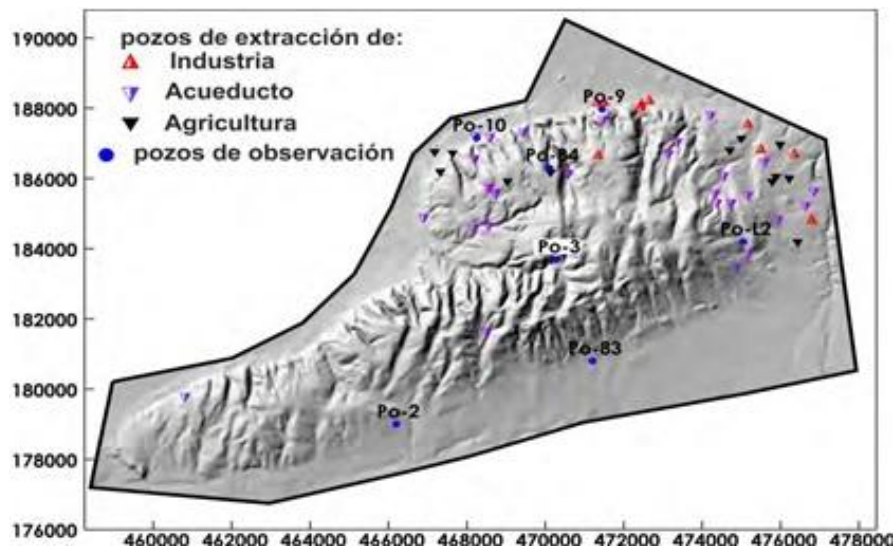 190000
188000
186000
184000
182000
180000
178000
176000
pozos de extracción de:
Industria
Acueducto
Agricultura
pozos de observación
Po-9
Po-10
Po-84
Po-L2
Po-3
Po-83
Po-2
460000 462000 464000 466000 468000 470000 472000 474000 476000 478000